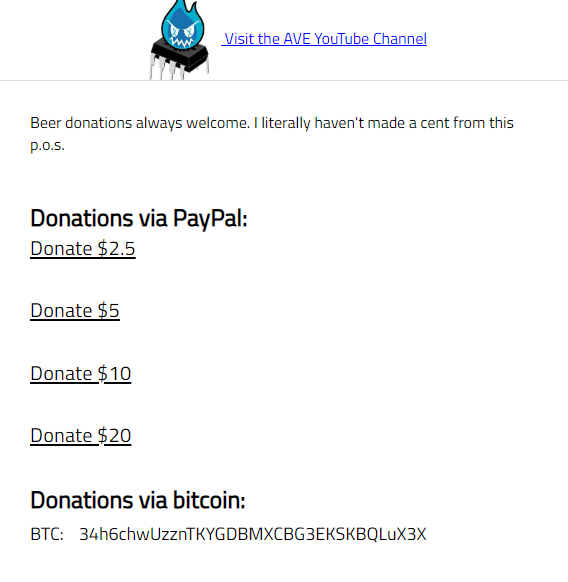 Visit the AVE YouTube Channel
Beer donations always welcome. I literally haven't made a cent from this
p.o.s.
Donations via PayPal:
Donate $2.5
Donate $5
Donate $10
Donate $20
Donations via bitcoin:
BTC: 34h6chwUzznTKYGDBMXCBG3EKSKBQLuX3X